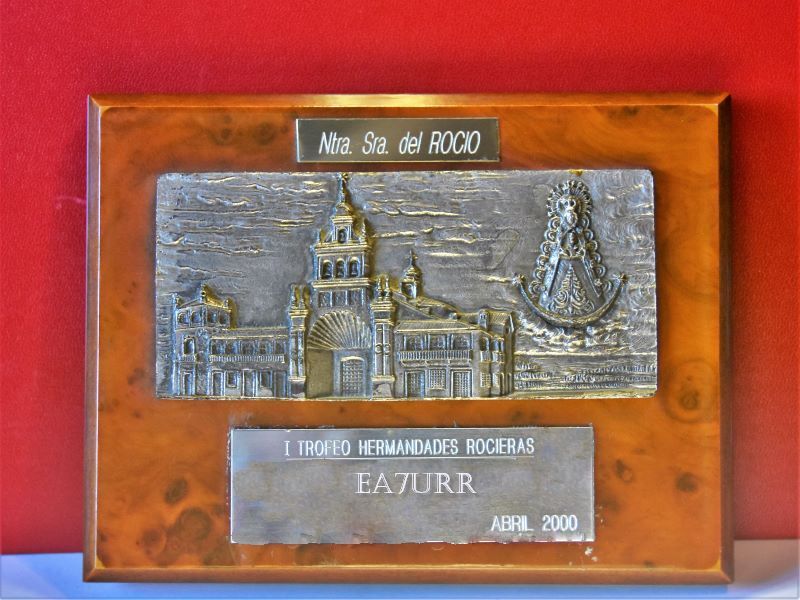 Ntra. Sra. del ROCIO
I TROFEO HERMANDADES ROCIERAS
EA7URR
ABRIL 2000